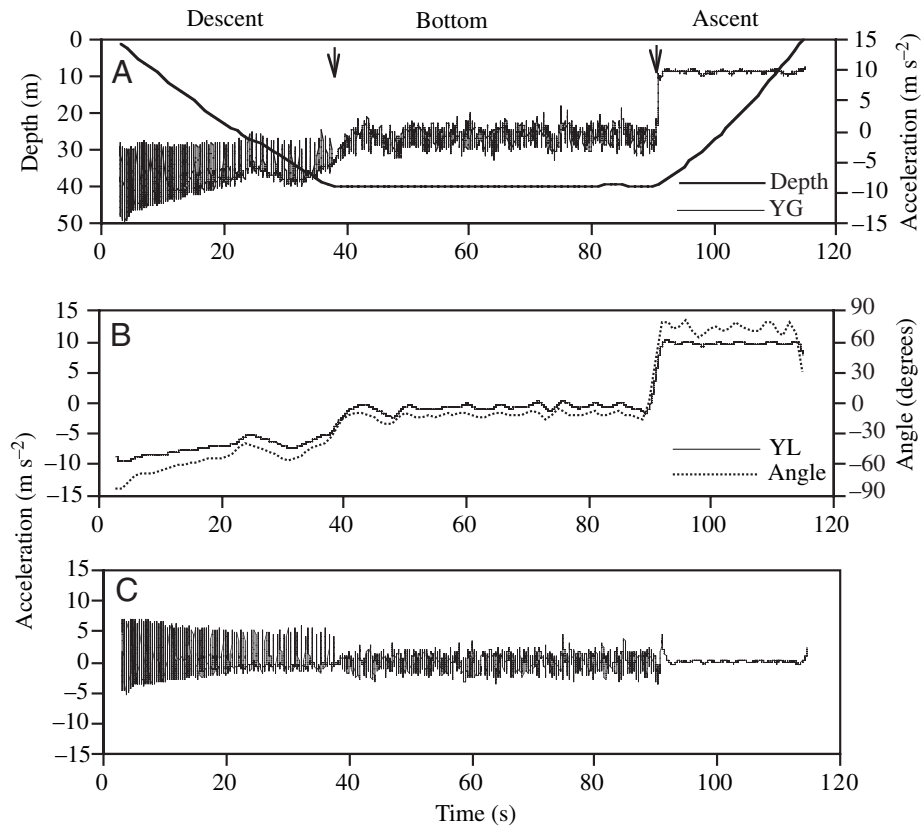 Descent Bottom Ascent
A
0
10
20
30
40
50
Depth (m)
15
10
5
0
−5
−10
−15
Acceleration (m s−2)
Depth
YG
0 20 40 60 80 100 120
B
15
10
5
0
−5
−10
−15
90
60
30
0
−30
−60
−90
Angle (degrees)
YL
Angle
0 20 40 60 80 100 120
Acceleration (m s−2)
C
15
10
5
0
−5
−10
−15
0 20 40 60 80 100 120
Time (s)